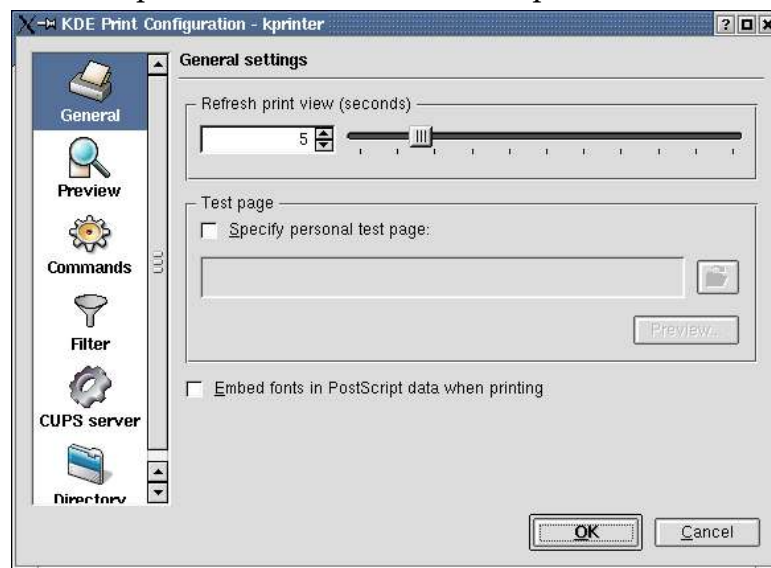 KDE Print Configuration - kprinter
General settings
General
Refresh print view (seconds)
5
Preview
Test page
Specify personal test page:
Commands
Filter
Preview...
Embed fonts in PostScript data when printing
CUPS server
Directory
OK
Cancel